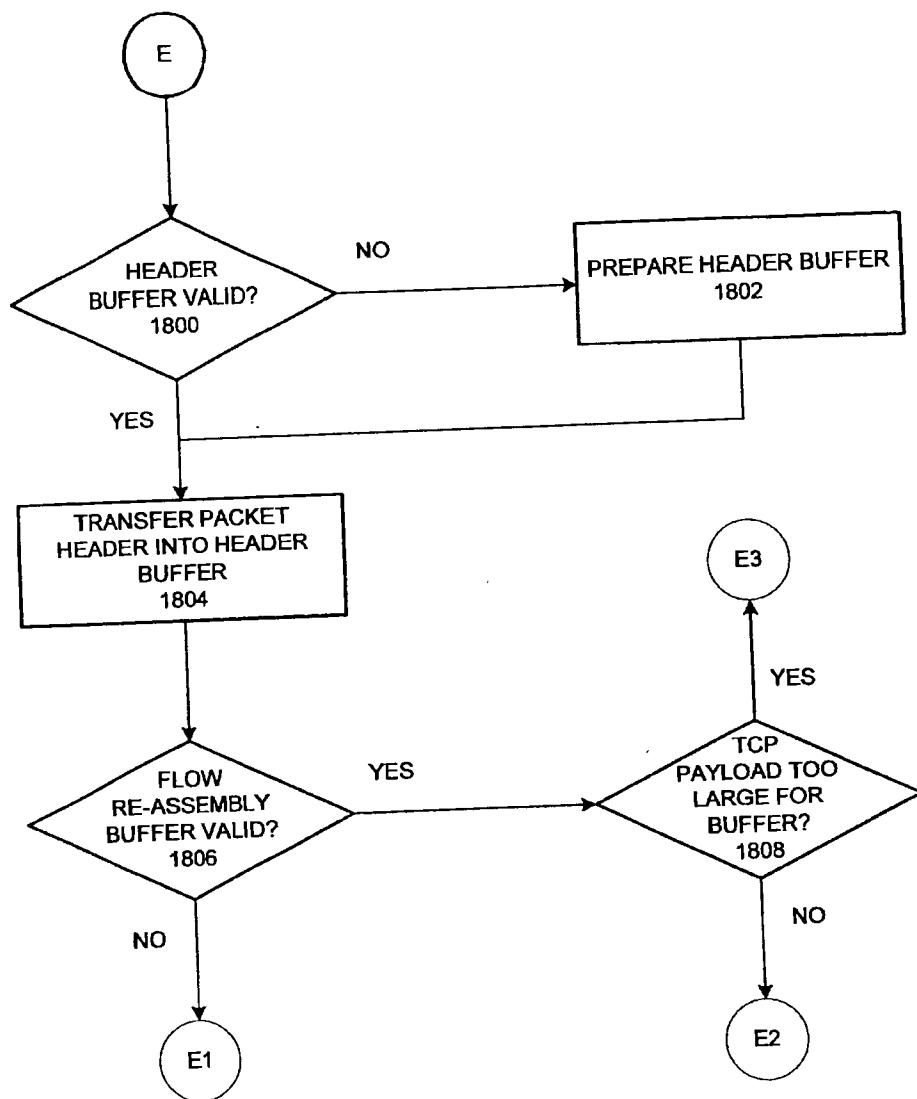 E
HEADER
BUFFER VALID?
1800
NO
PREPARE HEADER BUFFER
1802
YES
TRANSFER PACKET
HEADER INTO HEADER
BUFFER
1804
E3
YES
FLOW
RE-ASSEMBLY
BUFFER VALID?
1806
YES
TCP
PAYLOAD TOO
LARGE FOR
BUFFER?
1808
NO
NO
E1
E2